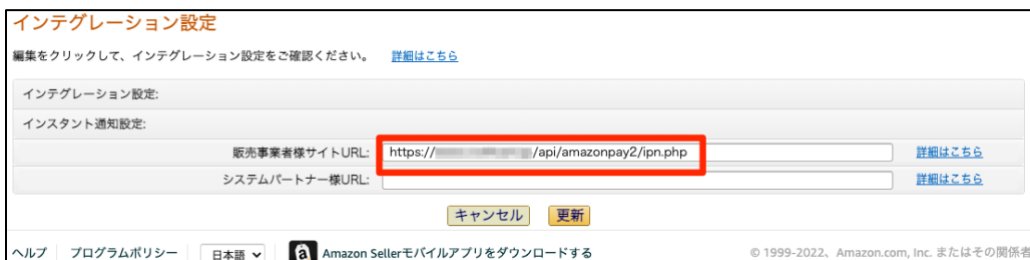 インテグレーション設定
編集をクリックして、インテグレーション設定をご確認ください。 詳細はこちら
インテグレーション設定:
インスタント通知設定:
販売事業者様サイトURL: https:// /api/amazonpay2/ipn.php 詳細はこちら
システムパートナー様URL: 詳細はこちら
キャンセル 更新
ヘルプ プログラムポリシー 日本語 a Amazon Sellerモバイルアプリをダウンロードする © 1999-2022、Amazon.com, Inc. またはその関係者